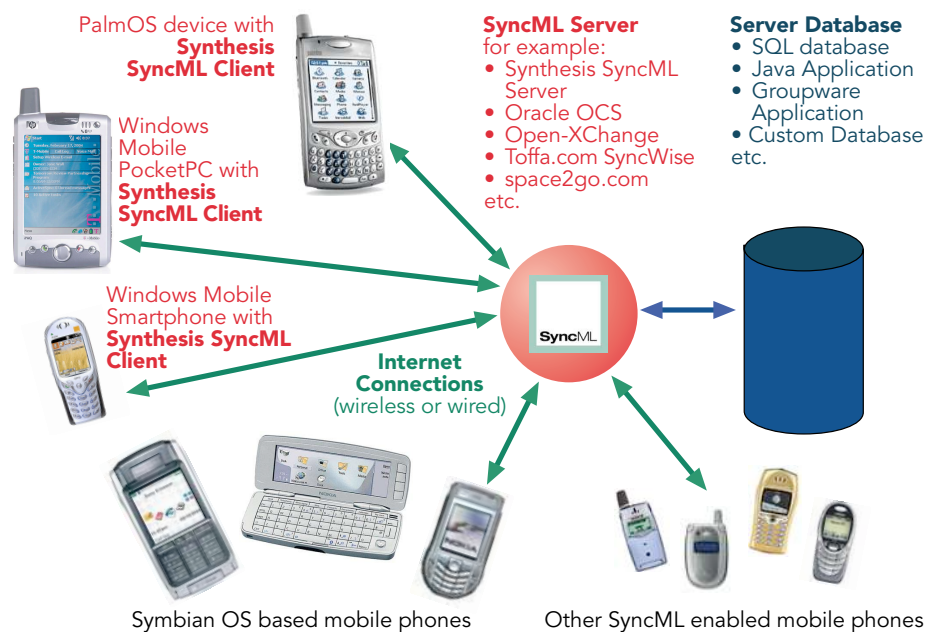 PalmOS device with
Synthesis
SyncML Client
SyncML Server
for example:
• Synthesis SyncML
Server
• Oracle OCS
• Open-XChange
• Toffa.com SyncWise
• space2go.com
etc.
Server Database
• SQL database
• Java Application
• Groupware
Application
• Custom Database
etc.
Windows
Mobile
PocketPC with
Synthesis
SyncML Client
Windows Mobile
Smartphone with
Synthesis SyncML
Client
SyncML
Internet
Connections
(wireless or wired)
NOKIA
Symbian OS based mobile phones
Other SyncML enabled mobile phones